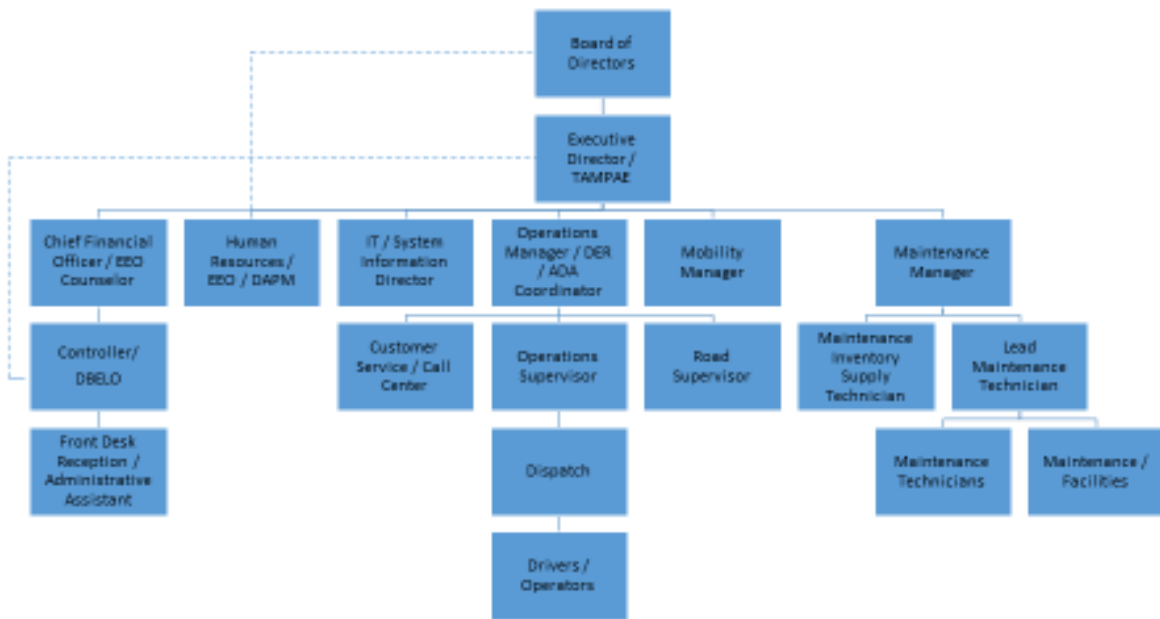 Board of
Directors
Executive
Director /
TAMPAE
Chief Financial
Officer / EEO
Counselor
Human
Resources /
EEO / DAPM
IT / System
Information
Director
Operations
Manager / DER
/ ADA
Coordinator
Mobility
Manager
Maintenance
Manager
Controller/
DBELO
Customer
Service / Call
Center
Operations
Supervisor
Road
Supervisor
Maintenance
Inventory
Supply
Technician
Lead
Maintenance
Technician
Front Desk
Reception /
Administrative
Assistant
Dispatch
Maintenance
Technicians
Maintenance /
Facilities
Drivers /
Operators